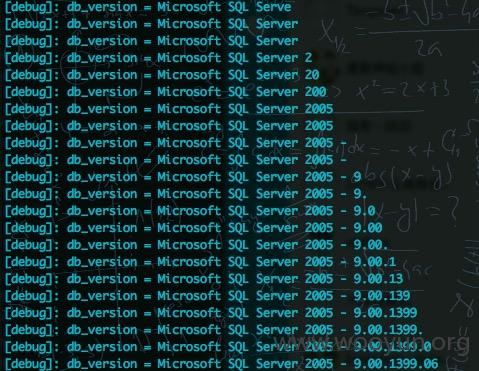 [debug]: db_version = Microsoft SQL Serve
[debug]: db_version = Microsoft SQL Server
[debug]: db_version = Microsoft SQL Server
[debug]: db_version = Microsoft SQL Server 2
[debug]: db_version = Microsoft SQL Server 20
[debug]: db_version = Microsoft SQL Server 200
[debug]: db_version = Microsoft SQL Server 2005
[debug]: db_version = Microsoft SQL Server 2005
[debug]: db_version = Microsoft SQL Server 2005 -
[debug]: db_version = Microsoft SQL Server 2005 -
[debug]: db_version = Microsoft SQL Server 2005 - 9
[debug]: db_version = Microsoft SQL Server 2005 - 9.
[debug]: db_version = Microsoft SQL Server 2005 - 9.0
[debug]: db_version = Microsoft SQL Server 2005 - 9.00
[debug]: db_version = Microsoft SQL Server 2005 - 9.00.
[debug]: db_version = Microsoft SQL Server 2005 - 9.00.1
[debug]: db_version = Microsoft SQL Server 2005 - 9.00.13
[debug]: db_version = Microsoft SQL Server 2005 - 9.00.139
[debug]: db_version = Microsoft SQL Server 2005 - 9.00.1399
[debug]: db_version = Microsoft SQL Server 2005 - 9.00.1399.
[debug]: db_version = Microsoft SQL Server 2005 - 9.00.1399.0
[debug]: db_version = Microsoft SQL Server 2005 - 9.00.1399.06
www.wooyun.org
2a
x²=2x+3